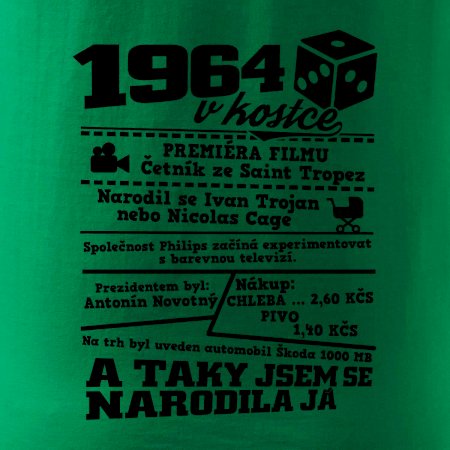 1964
v kostce
PREMIÉRA FILMU
Četník ze Saint Tropez
Narodil se Ivan Trojan
nebo Nicolas Cage
Společnost Philips začíná experimentovat
s barevnou televizí.
Prezidentem byl:
Antonín Novotný
Nákup:
CHLEBA ... 2,60 KČS
PIVO
1,40 KČS
Na trh byl uveden automobil Škoda 1000 MB
A TAKY JSEM SE
NARODILA JÁ